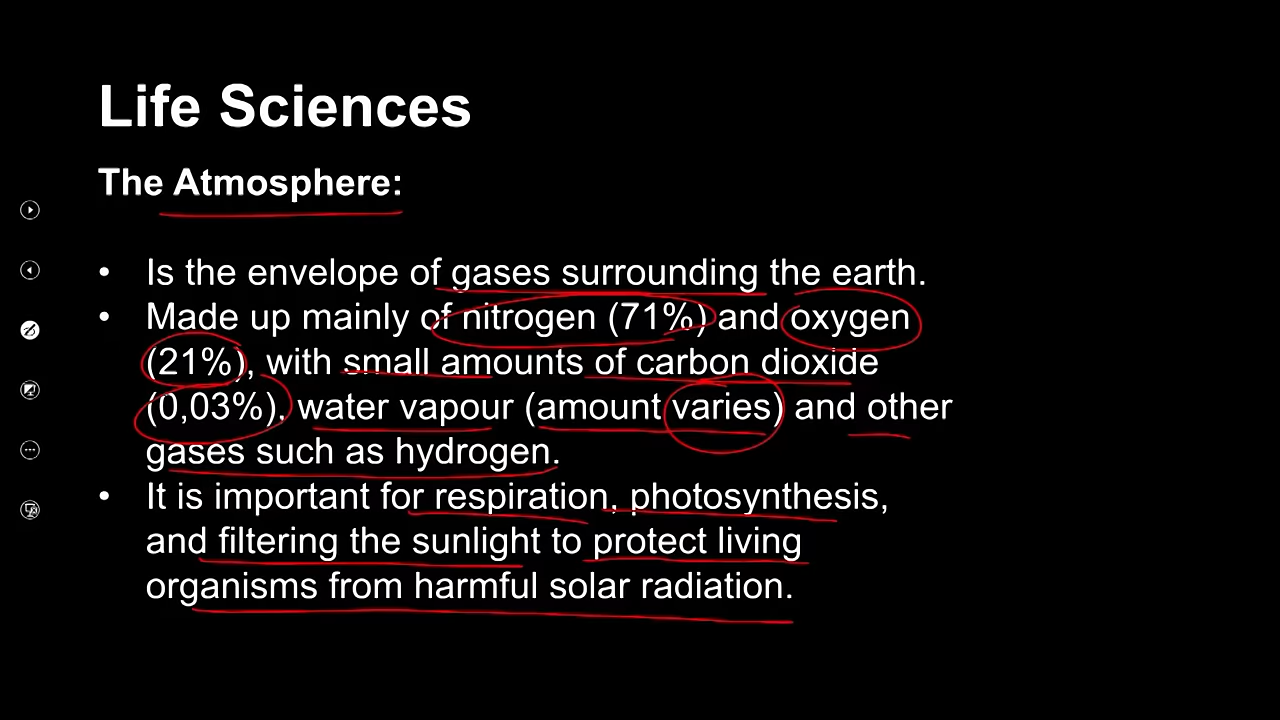 Life Sciences
The Atmosphere:
• Is the envelope of gases surrounding the earth.
• Made up mainly of nitrogen (71%) and oxygen
(21%), with small amounts of carbon dioxide
(0,03%), water vapour (amount varies) and other
gases such as hydrogen.
• It is important for respiration, photosynthesis,
and filtering the sunlight to protect living
organisms from harmful solar radiation.